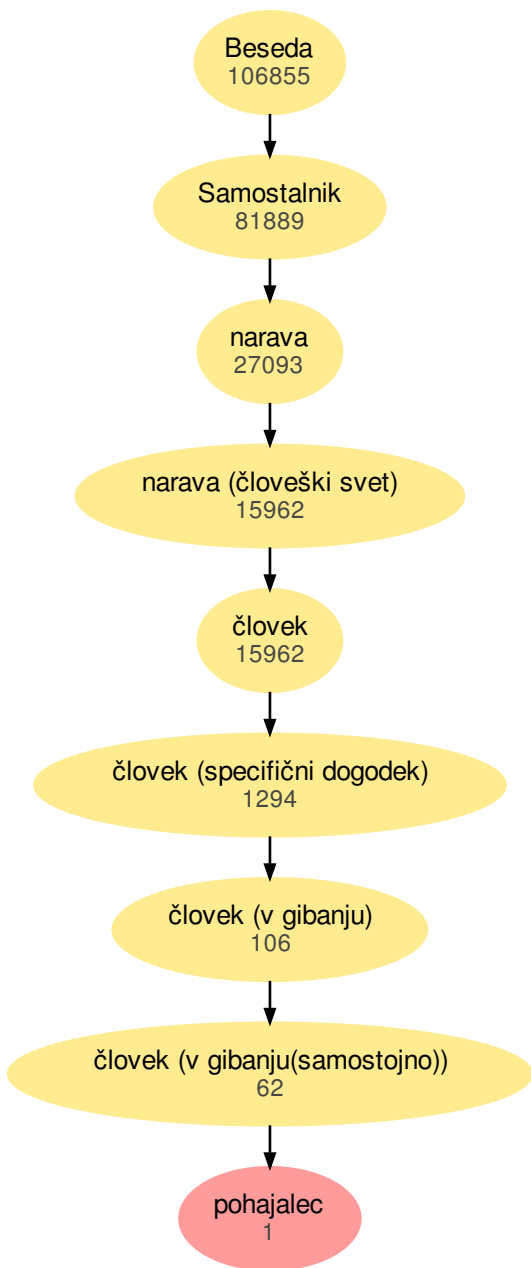 Beseda
106855
Samostalnik
81889
narava
27093
narava (človeški svet)
15962
človek
15962
človek (specifični dogodek)
1294
človek (v gibanju)
106
človek (v gibanju(samostojno))
62
pohajalec
1